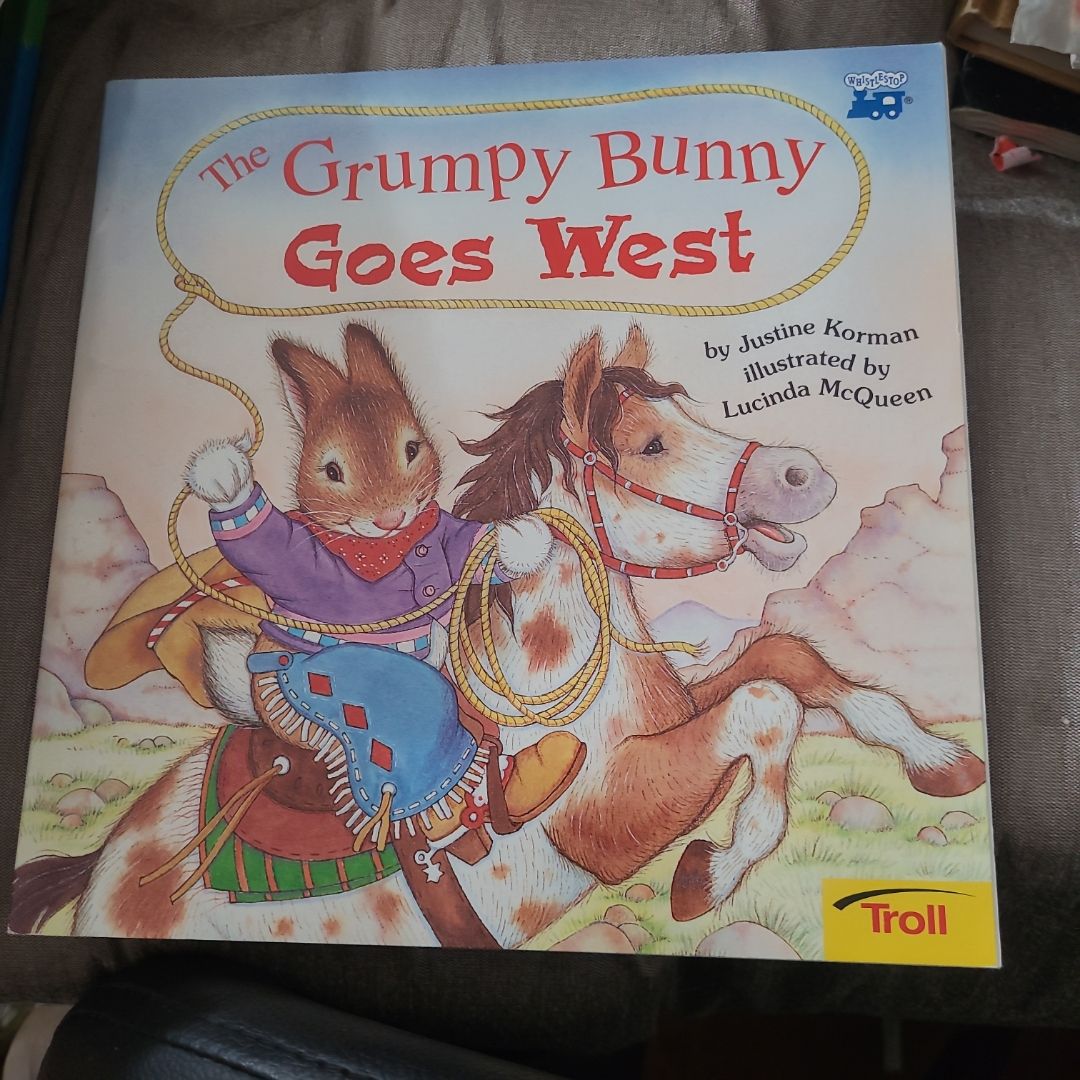 WHISTLESTOP
®
The Grumpy Bunny
Goes West
by Justine Korman
illustrated by
Lucinda McQueen
Troll